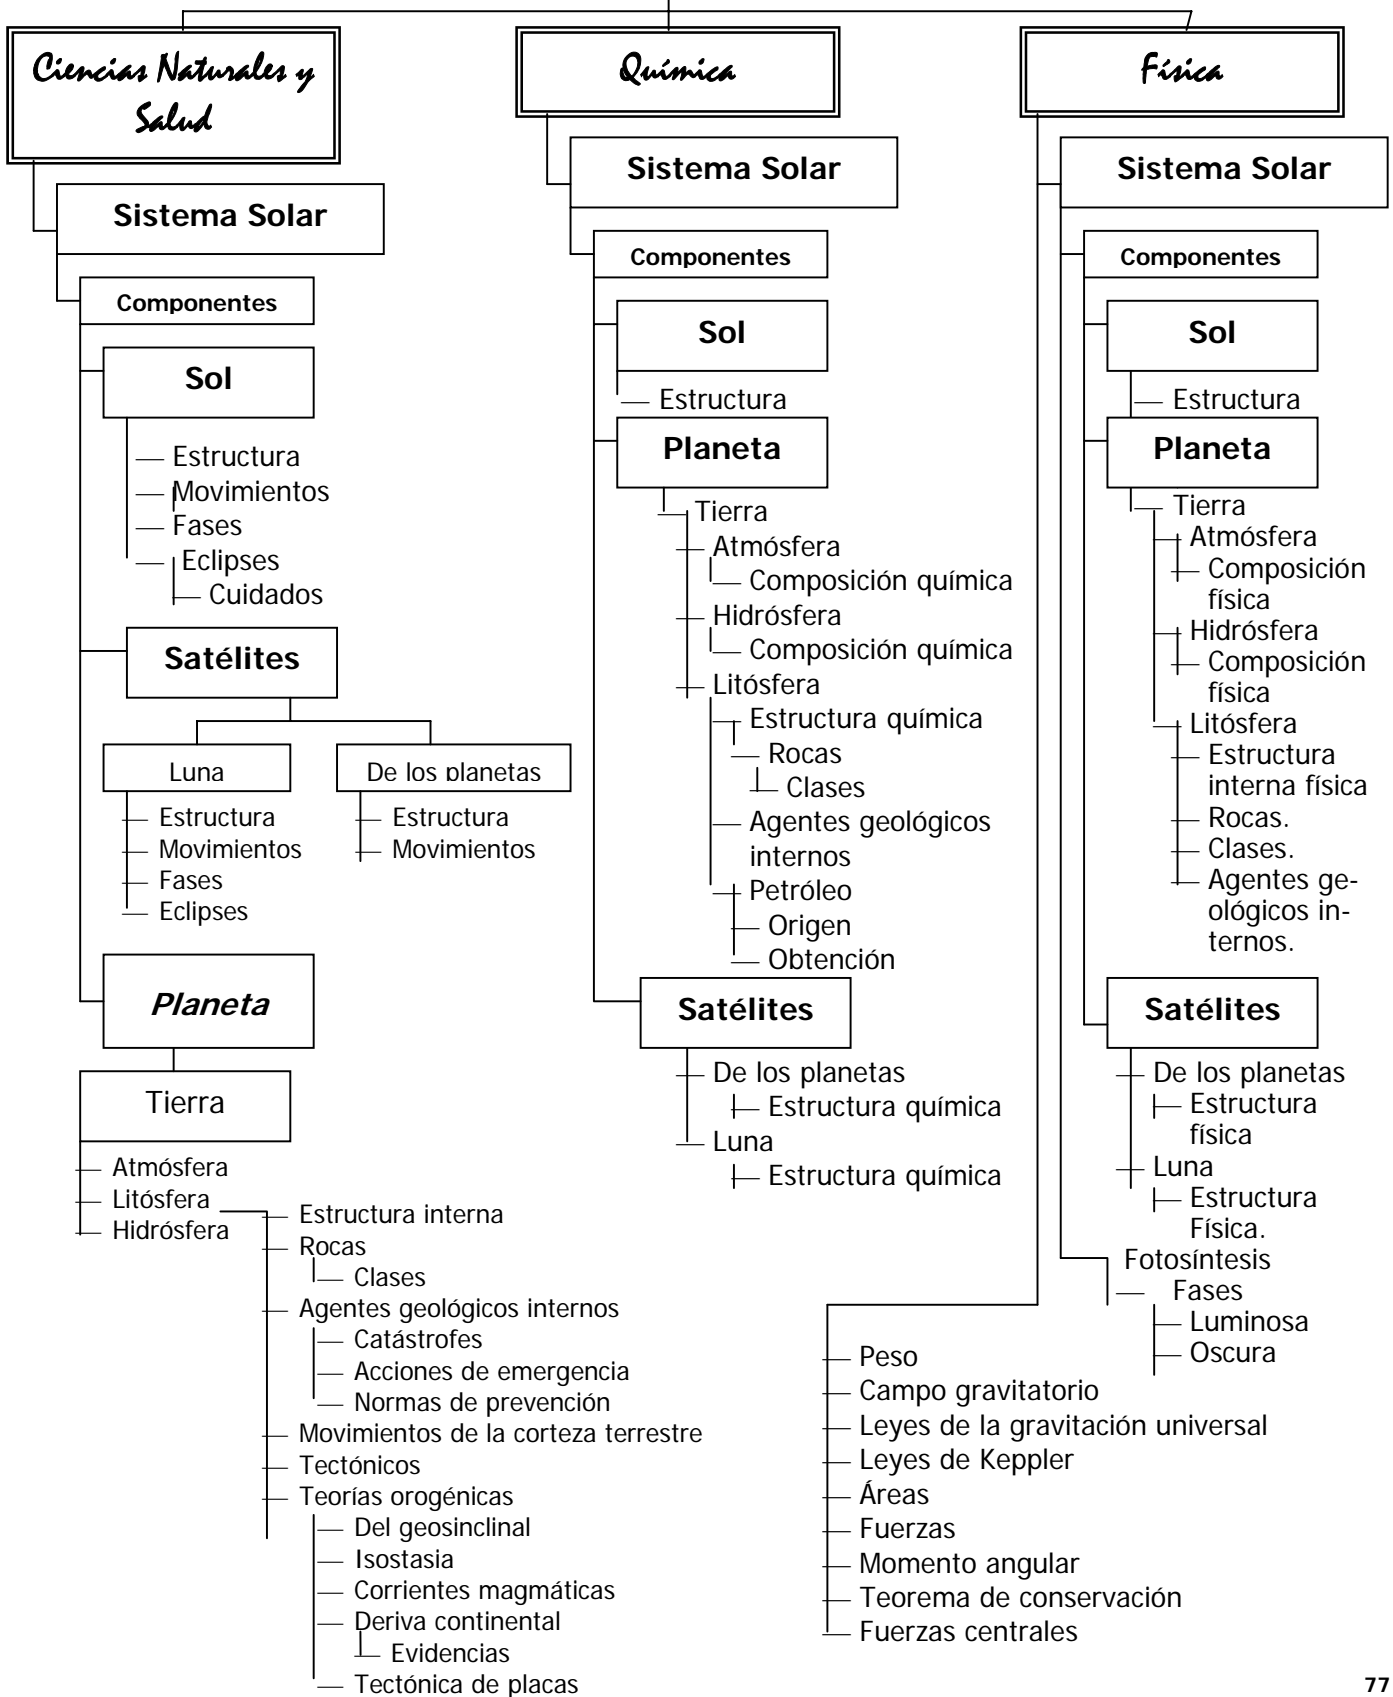 Ciencias Naturales y
Salud
Sistema Solar
Componentes
Sol
Estructura
Movimientos
Fases
Eclipses
Cuidados
Satélites
Luna
Estructura
Movimientos
Fases
Eclipses
De los planetas
Estructura
Movimientos
Planeta
Tierra
Atmósfera
Litósfera
Hidrósfera
Estructura interna
Rocas
Clases
Agentes geológicos internos
Catástrofes
Acciones de emergencia
Normas de prevención
Movimientos de la corteza terrestre
Tectónicos
Teorías orogénicas
Del geosinclinal
Isostasia
Corrientes magmáticas
Deriva continental
Evidencias
Tectónica de placas
Química
Sistema Solar
Componentes
Sol
Estructura
Planeta
Tierra
Atmósfera
Composición química
Hidrósfera
Composición química
Litósfera
Estructura química
Rocas
Clases
Agentes geológicos
internos
Petróleo
Origen
Obtención
Satélites
De los planetas
Estructura química
Luna
Estructura química
Física
Sistema Solar
Componentes
Sol
Estructura
Planeta
Tierra
Atmósfera
Composición
física
Hidrósfera
Composición
física
Litósfera
Estructura
interna física
Rocas.
Clases.
Agentes ge-
ológicos in-
ternos.
Satélites
De los planetas
Estructura
física
Luna
Estructura
Física.
Fotosíntesis
Fases
Luminosa
Oscura
Peso
Campo gravitatorio
Leyes de la gravitación universal
Leyes de Keppler
Áreas
Fuerzas
Momento angular
Teorema de conservación
Fuerzas centrales
77